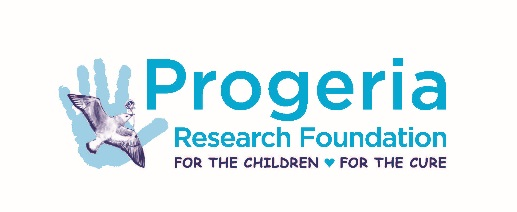 Progeria
Research Foundation
FOR THE CHILDREN ♥ FOR THE CURE